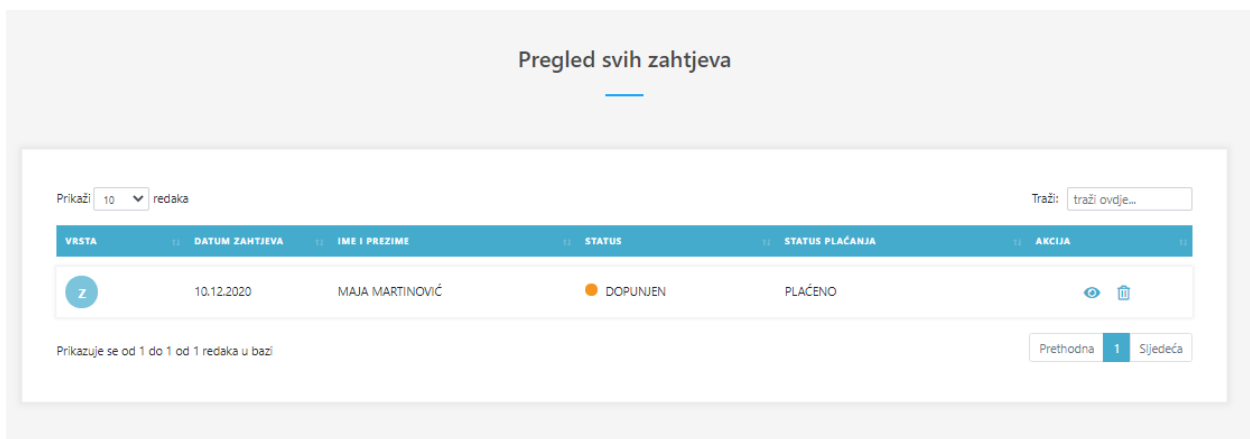 Pregled svih zahtjeva
Prikaži 10 redaka Traži: traži ovdje...
VRSTA DATUM ZAHTJEVA IME I PREZIME STATUS STATUS PLAĆANJA AKCIJA
Z 10.12.2020 MAJA MARTINOVIĆ DOPUNJEN PLAĆENO
Prikazuje se od 1 do 1 od 1 redaka u bazi Prethodna 1 Sljedeća